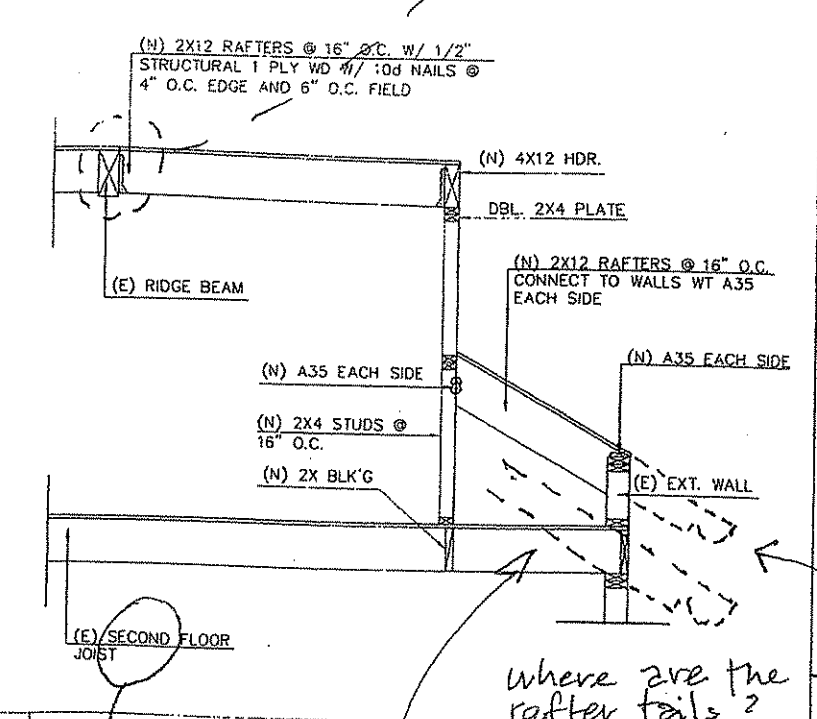 (N) 2X12 RAFTERS @ 16" O.C. W/ 1/2"
STRUCTURAL 1 PLY WD W/ 10d NAILS @
4" O.C. EDGE AND 6" O.C. FIELD
(N) 4X12 HDR.
DBL. 2X4 PLATE
(N) 2X12 RAFTERS @ 16" O.C.
CONNECT TO WALLS WT A35
EACH SIDE
(E) RIDGE BEAM
(N) A35 EACH SIDE
(N) A35 EACH SIDE
(N) 2X4 STUDS @
16" O.C.
(N) 2X BLK'G
(E) EXT. WALL
(E) SECOND FLOOR
JOIST
where are the
rafter tails?